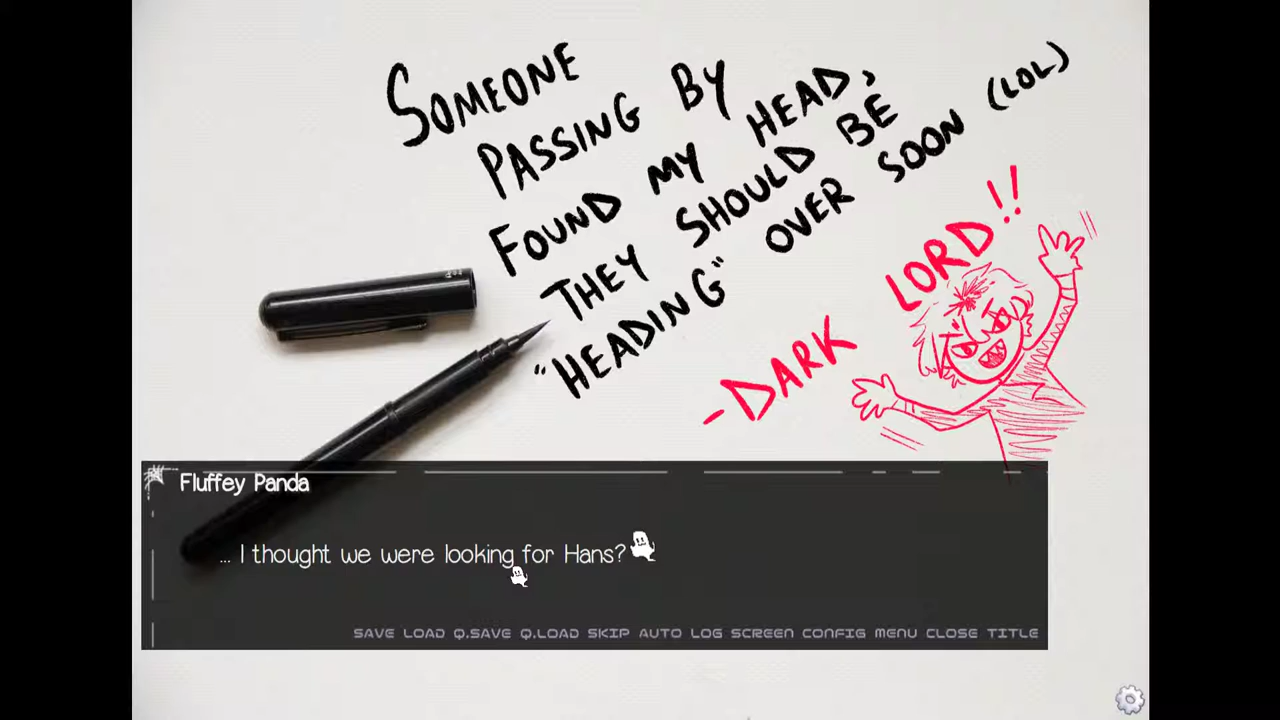 SOMEONE
PASSING BY
FOUND MY HEAD,
THEY SHOULD BE
"HEADING" OVER SOON (LOL)
-DARK LORD!!
Fluffey Panda
... I thought we were looking for Hans?
SAVE LOAD Q.SAVE Q.LOAD SKIP AUTO LOG SCREEN CONFIG MENU CLOSE TITLE